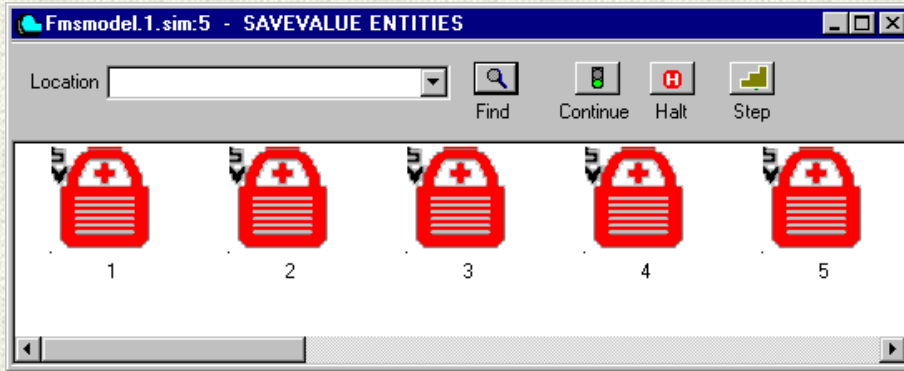 Fmsmodel.1.sim:5 - SAVEVALUE ENTITIES
Location
Find Continue Halt Step
H
S V S V S V S V S V
1 2 3 4 5